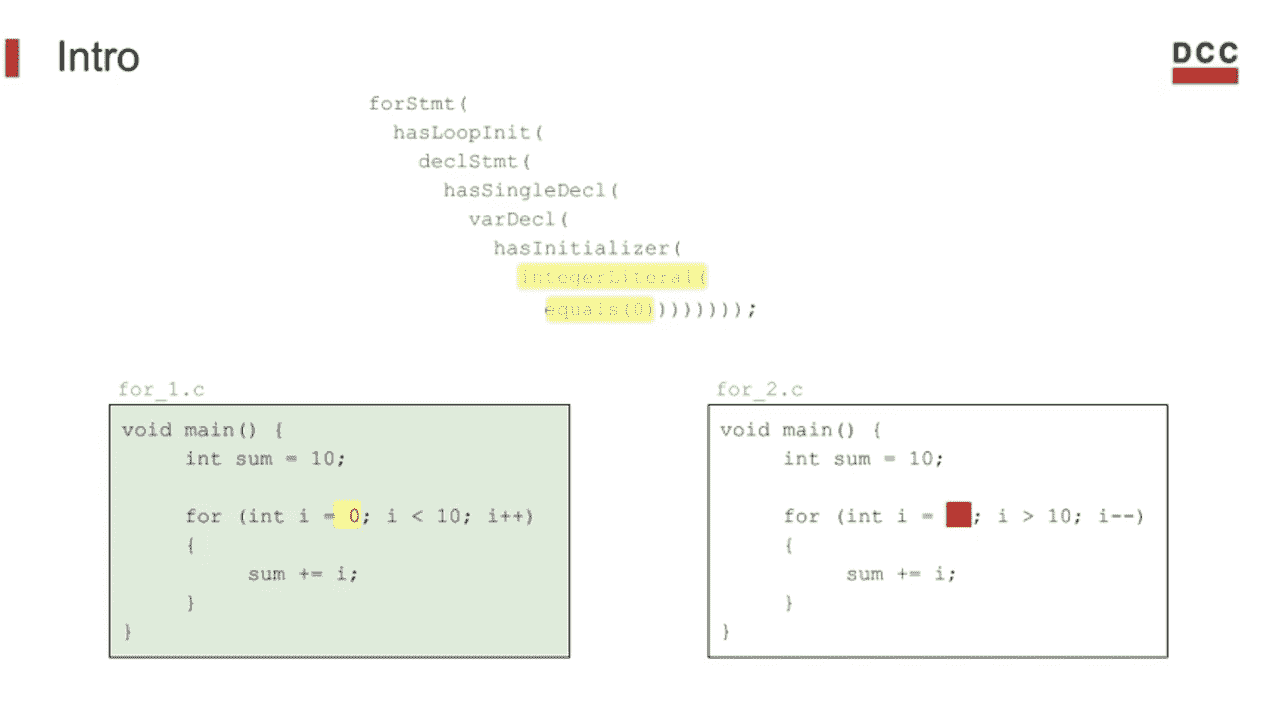 Intro
DCC
forStmt(
hasLoopInit(
declStmt(
hasSingleDecl(
varDecl(
hasInitializer(
integerLiteral(
equals(0))))))));
for_1.c
void main() {
int sum = 10;
for (int i = 0; i < 10; i++)
{
sum += i;
}
}
for_2.c
void main() {
int sum = 10;
for (int i = ; i > 10; i--)
{
sum += i;
}
}